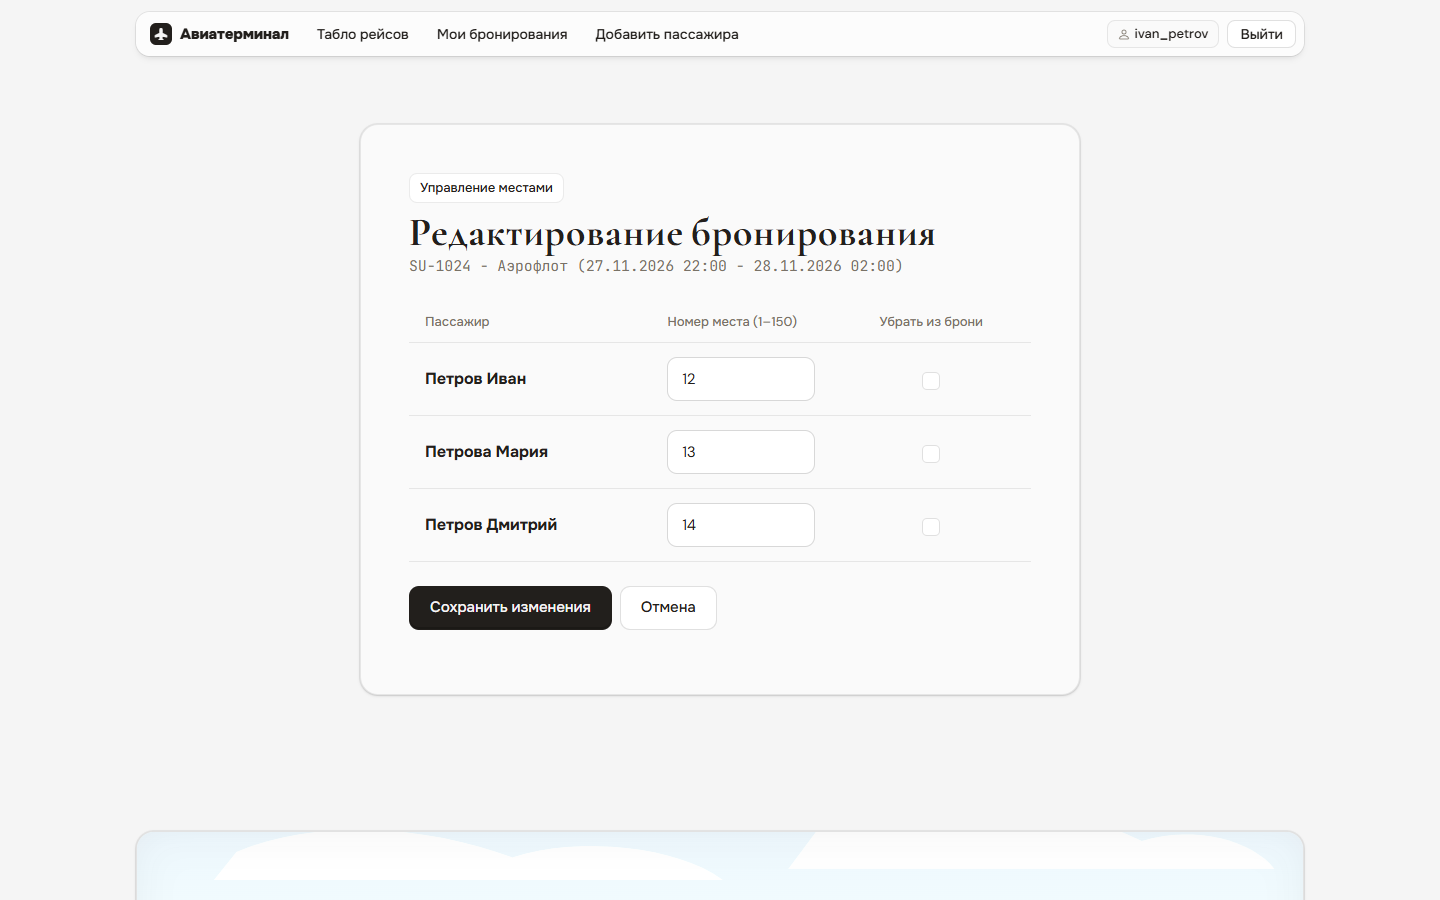 Авиатерминал Табло рейсов Мои бронирования Добавить пассажира ivan_petrov Выйти
Управление местами
Редактирование бронирования
SU-1024 - Аэрофлот (27.11.2026 22:00 - 28.11.2026 02:00)
Пассажир Номер места (1–150) Убрать из брони
Петров Иван 12
Петрова Мария 13
Петров Дмитрий 14
Сохранить изменения Отмена